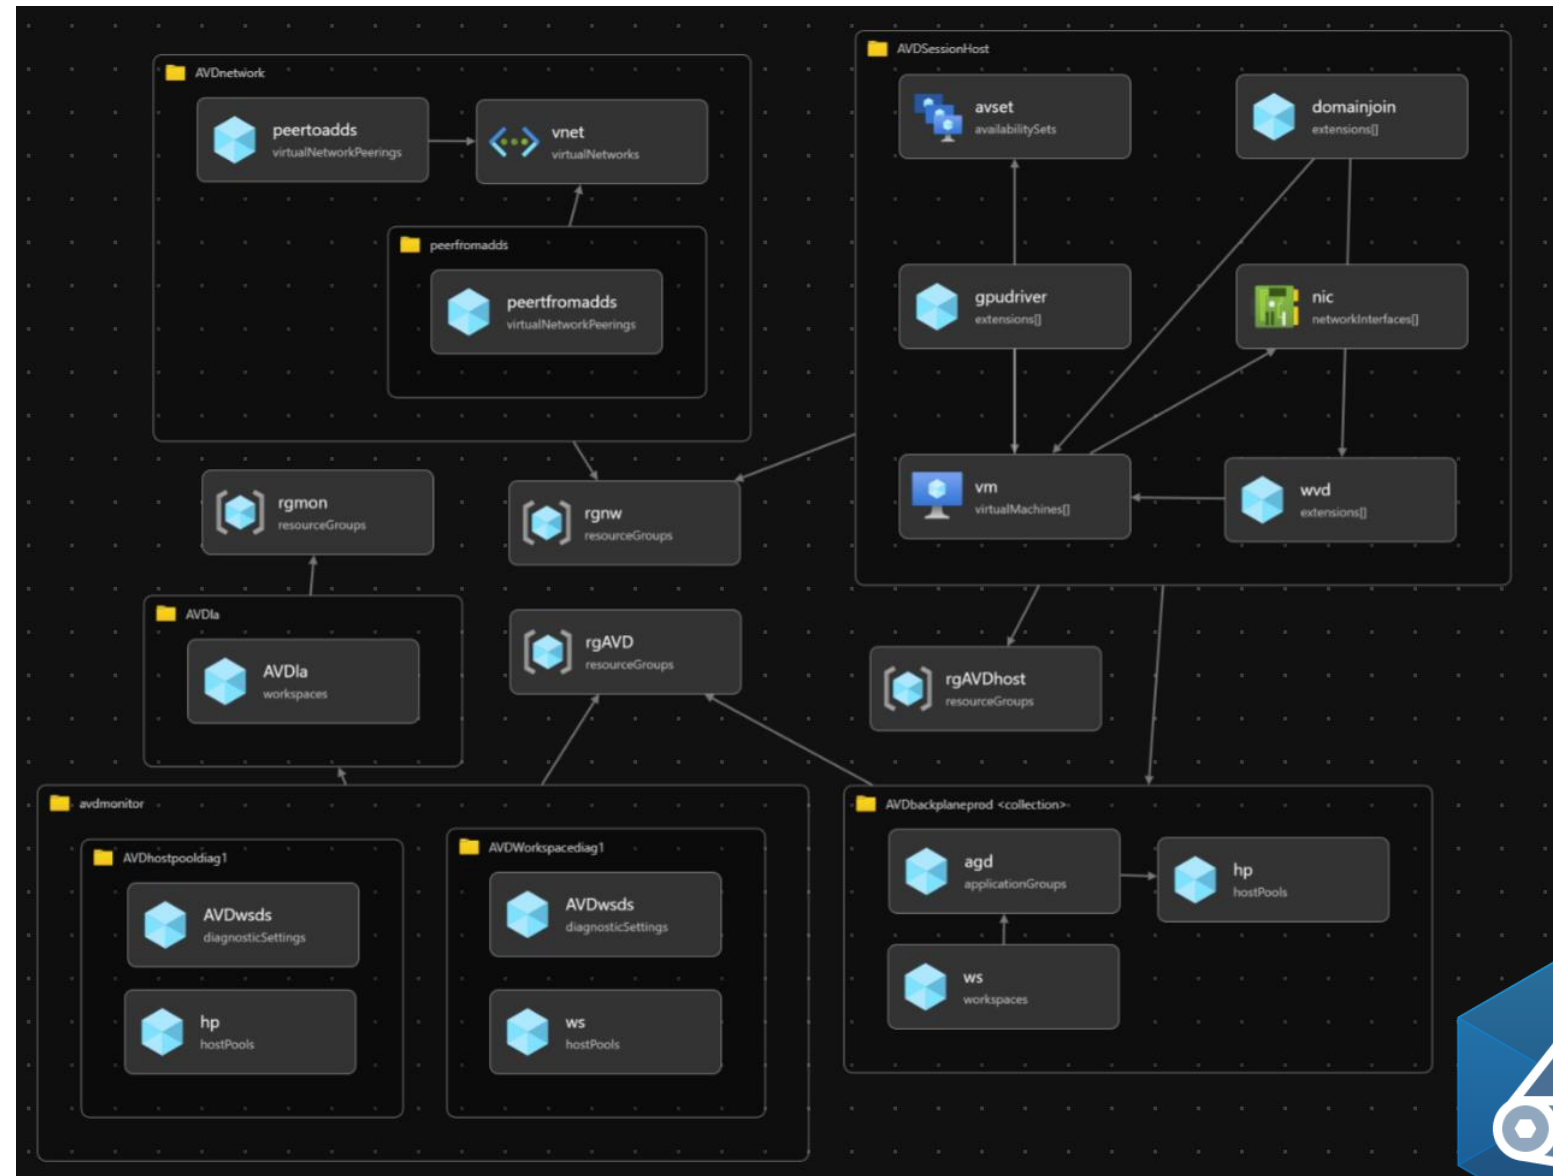 AVDnetwork
peertoadds
virtualNetworkPeerings
vnet
virtualNetworks
peerfromadds
peertfromadds
virtualNetworkPeerings
AVDSessionHost
avset
availabilitySets
domainjoin
extensions[]
gpudriver
extensions[]
nic
networkInterfaces[]
vm
virtualMachines[]
wvd
extensions[]
rgmon
resourceGroups
rgnw
resourceGroups
AVDla
AVDla
workspaces
rgAVD
resourceGroups
rgAVDhost
resourceGroups
avdmonitor
AVDhostpooldiag1
AVDwsds
diagnosticSettings
hp
hostPools
AVDWorkspacediag1
AVDwsds
diagnosticSettings
ws
hostPools
AVDbackplaneprod <collection>
agd
applicationGroups
hp
hostPools
ws
workspaces